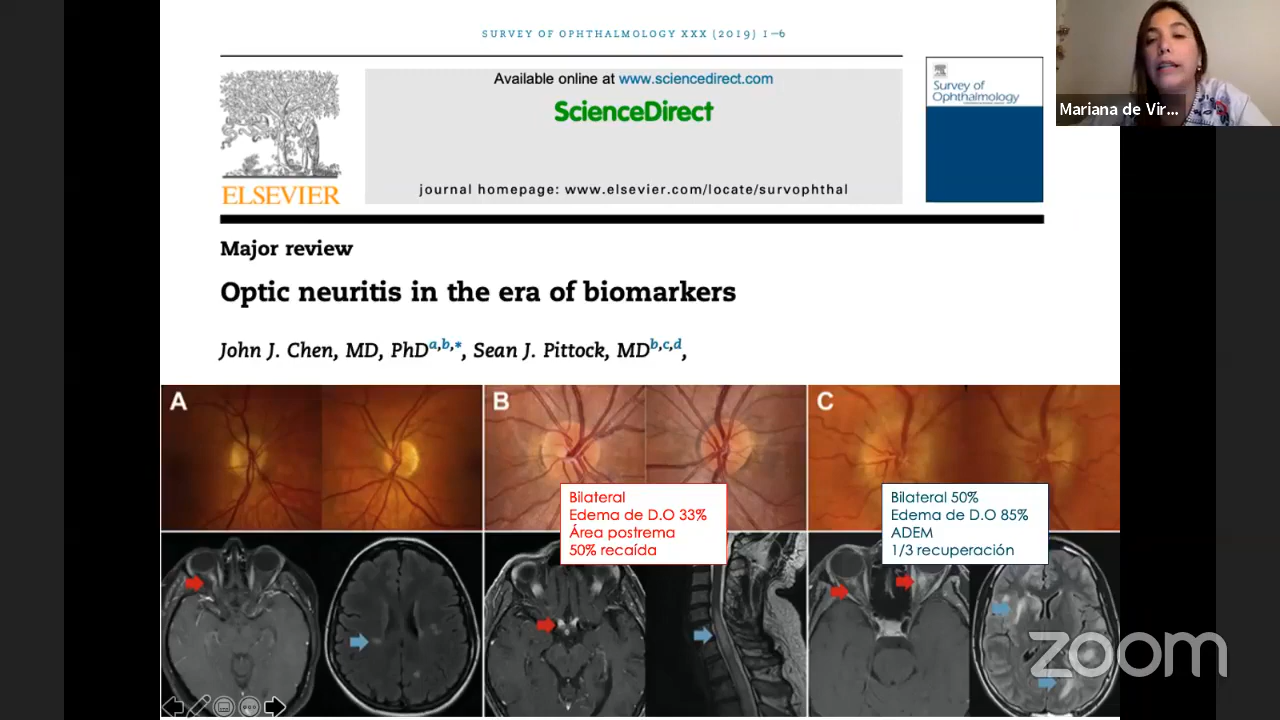 SURVEY OF OPHTHALMOLOGY XXX (2019) 1–6
Available online at www.sciencedirect.com
ScienceDirect
journal homepage: www.elsevier.com/locate/survophthal
ELSEVIER
Survey of
Ophthalmology
Mariana de Vir...
Major review
Optic neuritis in the era of biomarkers
John J. Chen, MD, PhDa,b,*, Sean J. Pittock, MDb,c,d,
A
B
C
Bilateral
Edema de D.O 33%
Área postrema
50% recaída
Bilateral 50%
Edema de D.O 85%
ADEM
1/3 recuperación
zoom